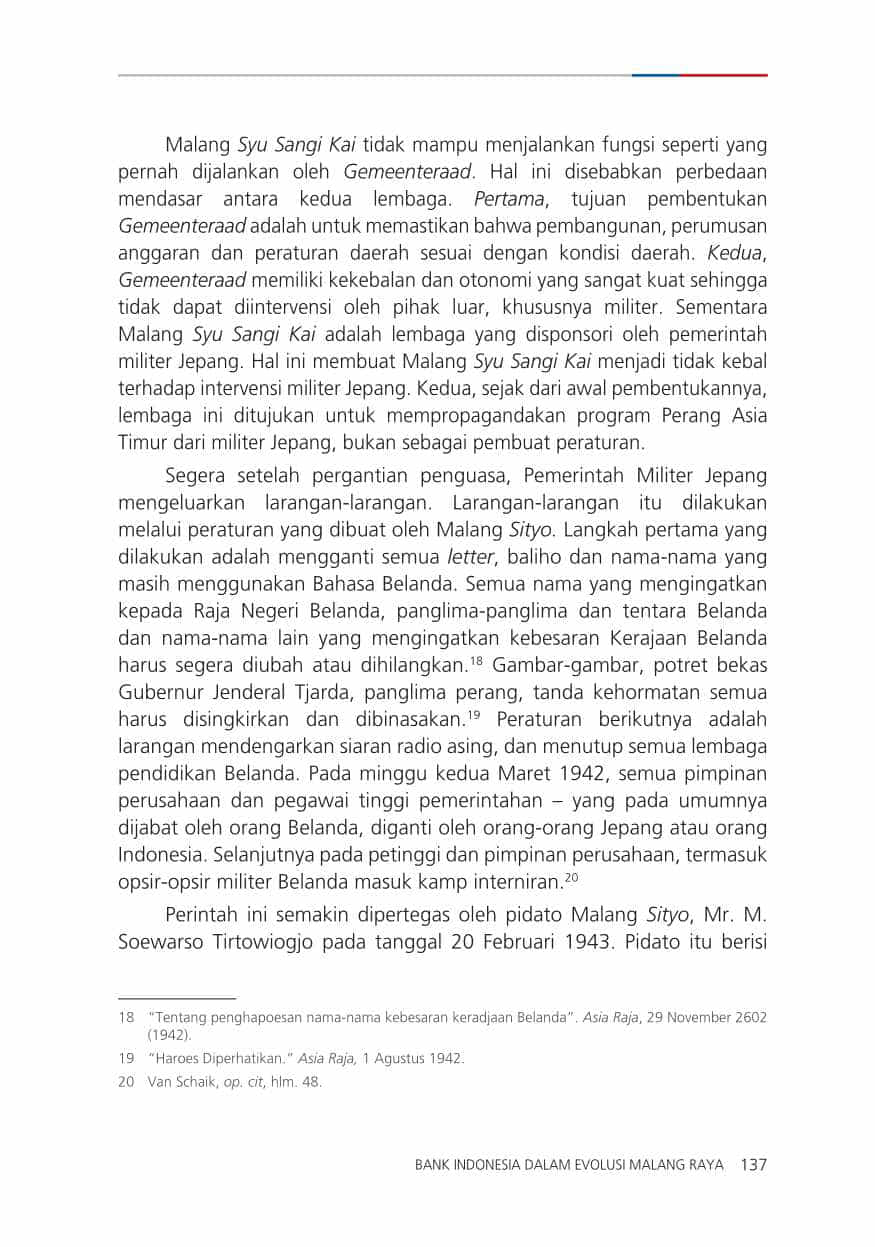 Malang Syu Sangi Kai tidak mampu menjalankan fungsi seperti yang
pernah dijalankan oleh Gemeenteraad. Hal ini disebabkan perbedaan
mendasar antara kedua lembaga. Pertama, tujuan pembentukan
Gemeenteraad adalah untuk memastikan bahwa pembangunan, perumusan
anggaran dan peraturan daerah sesuai dengan kondisi daerah. Kedua,
Gemeenteraad memiliki kekebalan dan otonomi yang sangat kuat sehingga
tidak dapat diintervensi oleh pihak luar, khususnya militer. Sementara
Malang Syu Sangi Kai adalah lembaga yang disponsori oleh pemerintah
militer Jepang. Hal ini membuat Malang Syu Sangi Kai menjadi tidak kebal
terhadap intervensi militer Jepang. Kedua, sejak dari awal pembentukannya,
lembaga ini ditujukan untuk mempropagandakan program Perang Asia
Timur dari militer Jepang, bukan sebagai pembuat peraturan.
Segera setelah pergantian penguasa, Pemerintah Militer Jepang
mengeluarkan larangan-larangan. Larangan-larangan itu dilakukan
melalui peraturan yang dibuat oleh Malang Sityo. Langkah pertama yang
dilakukan adalah mengganti semua letter, baliho dan nama-nama yang
masih menggunakan Bahasa Belanda. Semua nama yang mengingatkan
kepada Raja Negeri Belanda, panglima-panglima dan tentara Belanda
dan nama-nama lain yang mengingatkan kebesaran Kerajaan Belanda
harus segera diubah atau dihilangkan.18 Gambar-gambar, potret bekas
Gubernur Jenderal Tjarda, panglima perang, tanda kehormatan semua
harus disingkirkan dan dibinasakan.19 Peraturan berikutnya adalah
larangan mendengarkan siaran radio asing, dan menutup semua lembaga
pendidikan Belanda. Pada minggu kedua Maret 1942, semua pimpinan
perusahaan dan pegawai tinggi pemerintahan – yang pada umumnya
dijabat oleh orang Belanda, diganti oleh orang-orang Jepang atau orang
Indonesia. Selanjutnya pada petinggi dan pimpinan perusahaan, termasuk
opsir-opsir militer Belanda masuk kamp interniran.20
Perintah ini semakin dipertegas oleh pidato Malang Sityo, Mr. M.
Soewarso Tirtowiogjo pada tanggal 20 Februari 1943. Pidato itu berisi
18 “Tentang penghapoesan nama-nama kebesaran keradjaan Belanda”. Asia Raja, 29 November 2602
(1942).
19 “Haroes Diperhatikan.” Asia Raja, 1 Agustus 1942.
20 Van Schaik, op. cit, hlm. 48.
BANK INDONESIA DALAM EVOLUSI MALANG RAYA 137